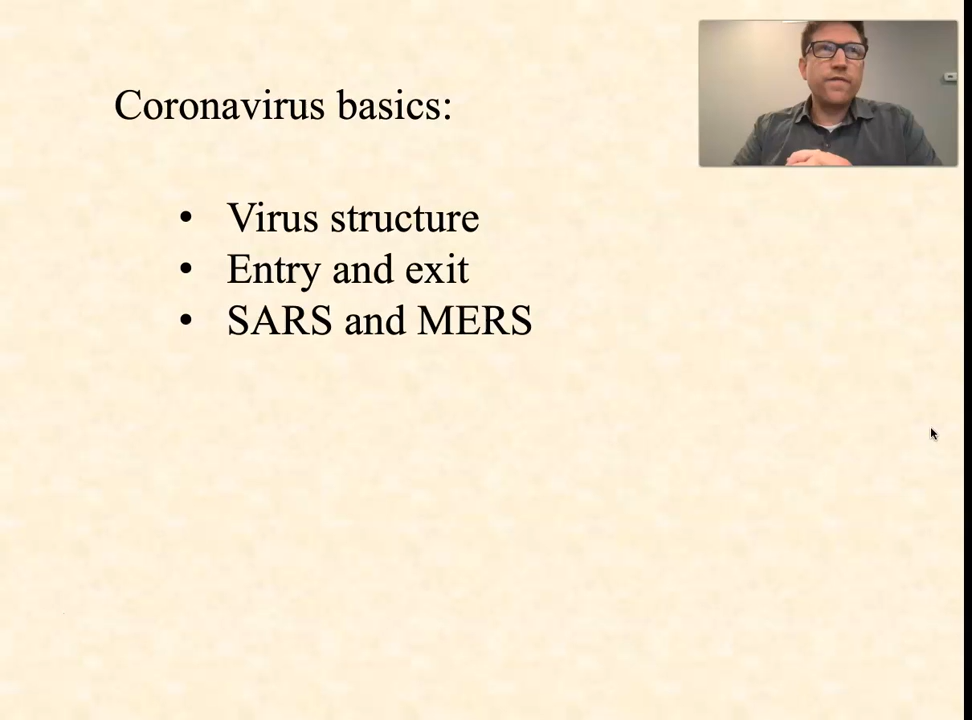 Coronavirus basics:
• Virus structure
• Entry and exit
• SARS and MERS